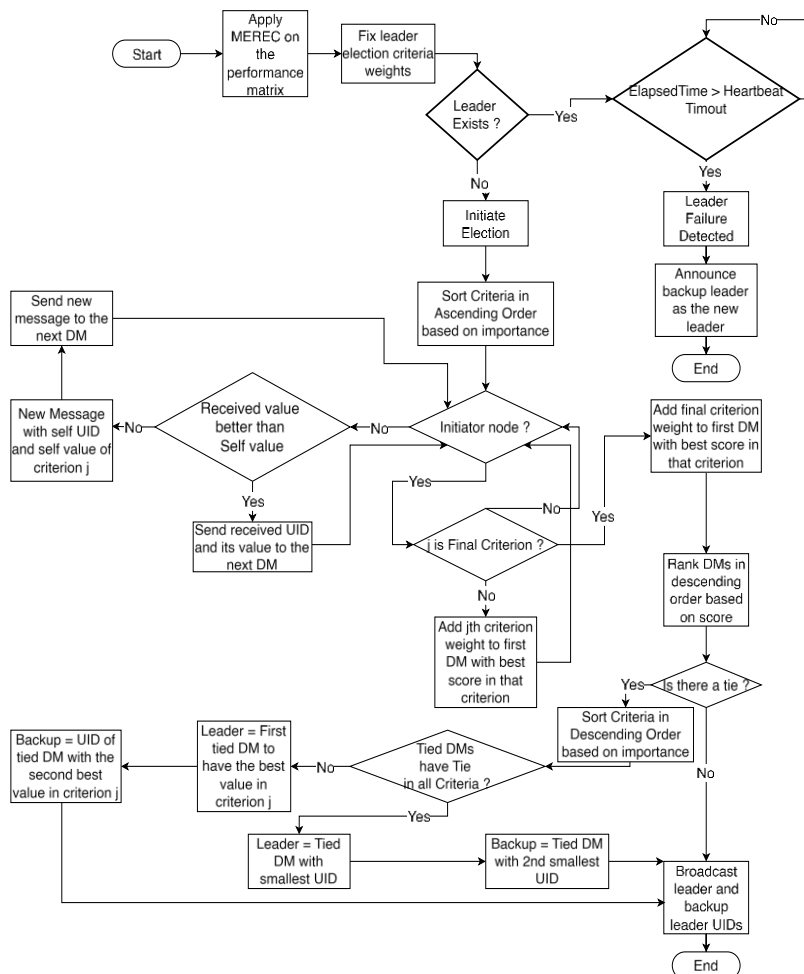 Start
Apply
MEREC on
the
performance
matrix
Fix leader
election criteria
weights
Leader
Exists ?
Yes
No
ElapsedTime > Heartbeat
Timout
No
Yes
Leader
Failure
Detected
Announce
backup leader
as the new
leader
End
Initiate
Election
Sort Criteria in
Ascending Order
based on importance
Initiator node ?
No
Yes
Received value
better than
Self value
No
Yes
New Message
with self UID
and self value of
criterion j
Send new
message to the
next DM
Send received UID
and its value to the
next DM
j is Final Criterion ?
No
Yes
No
Add jth criterion
weight to first
DM with best
score in that
criterion
Add final criterion
weight to first DM
with best score in
that criterion
Rank DMs in
descending
order based
on score
Is there a tie ?
Yes
No
Sort Criteria in
Descending Order
based on importance
Tied DMs
have Tie
in all Criteria ?
No
Yes
Leader = First
tied DM to
have the best
value in
criterion j
Backup = UID of
tied DM with the
second best
value in criterion j
Leader = Tied
DM with
smallest UID
Backup = Tied DM
with 2nd smallest
UID
Broadcast
leader and
backup
leader UIDs
End